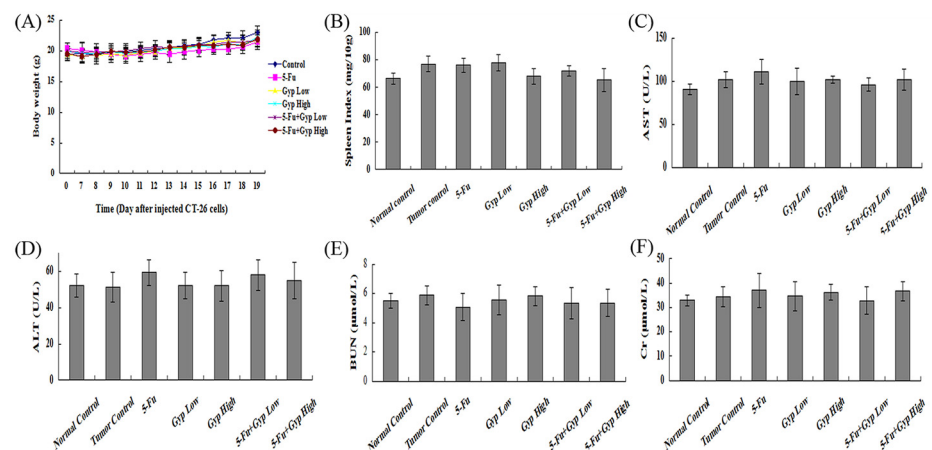 (A)
Body weight (g)
25
20
15
10
5
0
Control
5-Fu
Gyp Low
Gyp High
5-Fu+Gyp Low
5-Fu+Gyp High
0 7 8 9 10 11 12 13 14 15 16 17 18 19
Time (Day after injected CT-26 cells)
(B)
Spleen Index (mg/10g)
100
80
60
40
20
0
Normal control
Tumor control
5-Fu
Gyp Low
Gyp High
5-Fu+Gyp Low
5-Fu+Gyp High
(C)
AST (U/L)
150
100
50
0
Normal Control
Tumor Control
5-Fu
Gyp Low
Gyp High
5-Fu+Gyp Low
5-Fu+Gyp High
(D)
ALT (U/L)
60
40
20
0
Normal Control
Tumor Control
5-Fu
Gyp Low
Gyp High
5-Fu+Gyp Low
5-Fu+Gyp High
(E)
BUN (µmol/L)
8
6
4
2
0
Normal Control
Tumor Control
5-Fu
Gyp Low
Gyp High
5-Fu+Gyp Low
5-Fu+Gyp High
(F)
Cr (µmol/L)
50
40
30
20
10
0
Normal Control
Tumor Control
5-Fu
Gyp Low
Gyp High
5-Fu+Gyp Low
5-Fu+Gyp High